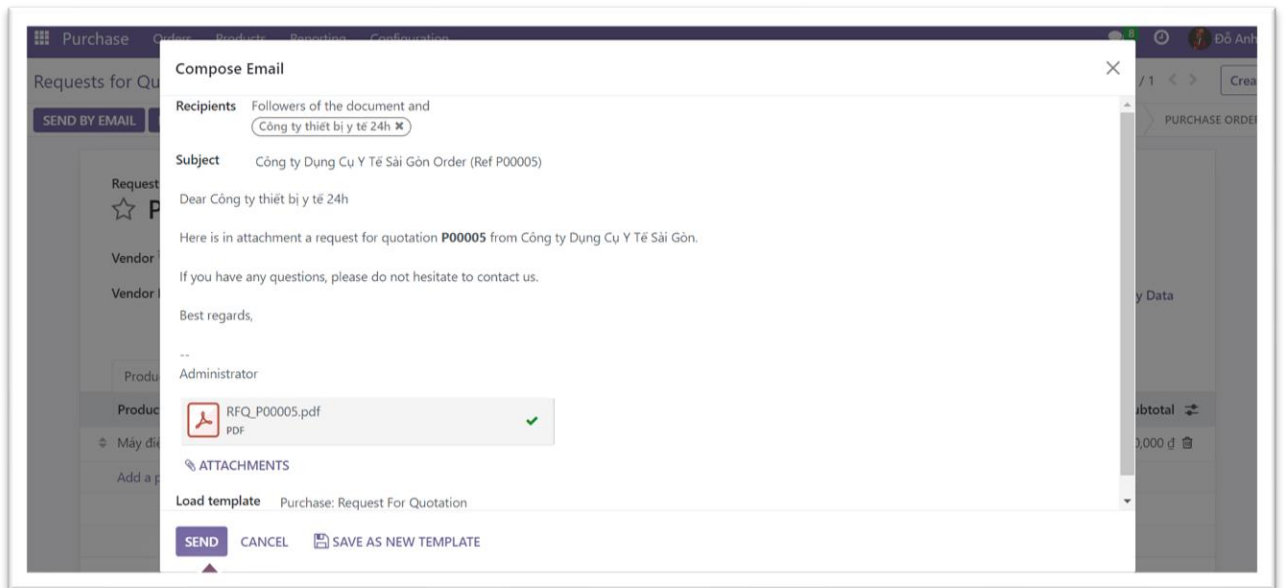 Purchase Orders Products Reporting Configuration 8 Đỗ Anh
Requests for Qu / 1 Crea
SEND BY EMAIL PURCHASE ORDE
Compose Email
Recipients Followers of the document and
Công ty thiết bị y tế 24h
Subject Công ty Dụng Cụ Y Tế Sài Gòn Order (Ref P00005)
Request
P
Dear Công ty thiết bị y tế 24h
Here is in attachment a request for quotation P00005 from Công ty Dụng Cụ Y Tế Sài Gòn.
Vendor
If you have any questions, please do not hesitate to contact us.
Vendor y Data
Best regards,
--
Administrator
Produ
RFQ_P00005.pdf
PDF
Produc ubtotal
Máy điệ 0,000 ₫
ATTACHMENTS
Add a p
Load template Purchase: Request For Quotation
SEND CANCEL SAVE AS NEW TEMPLATE